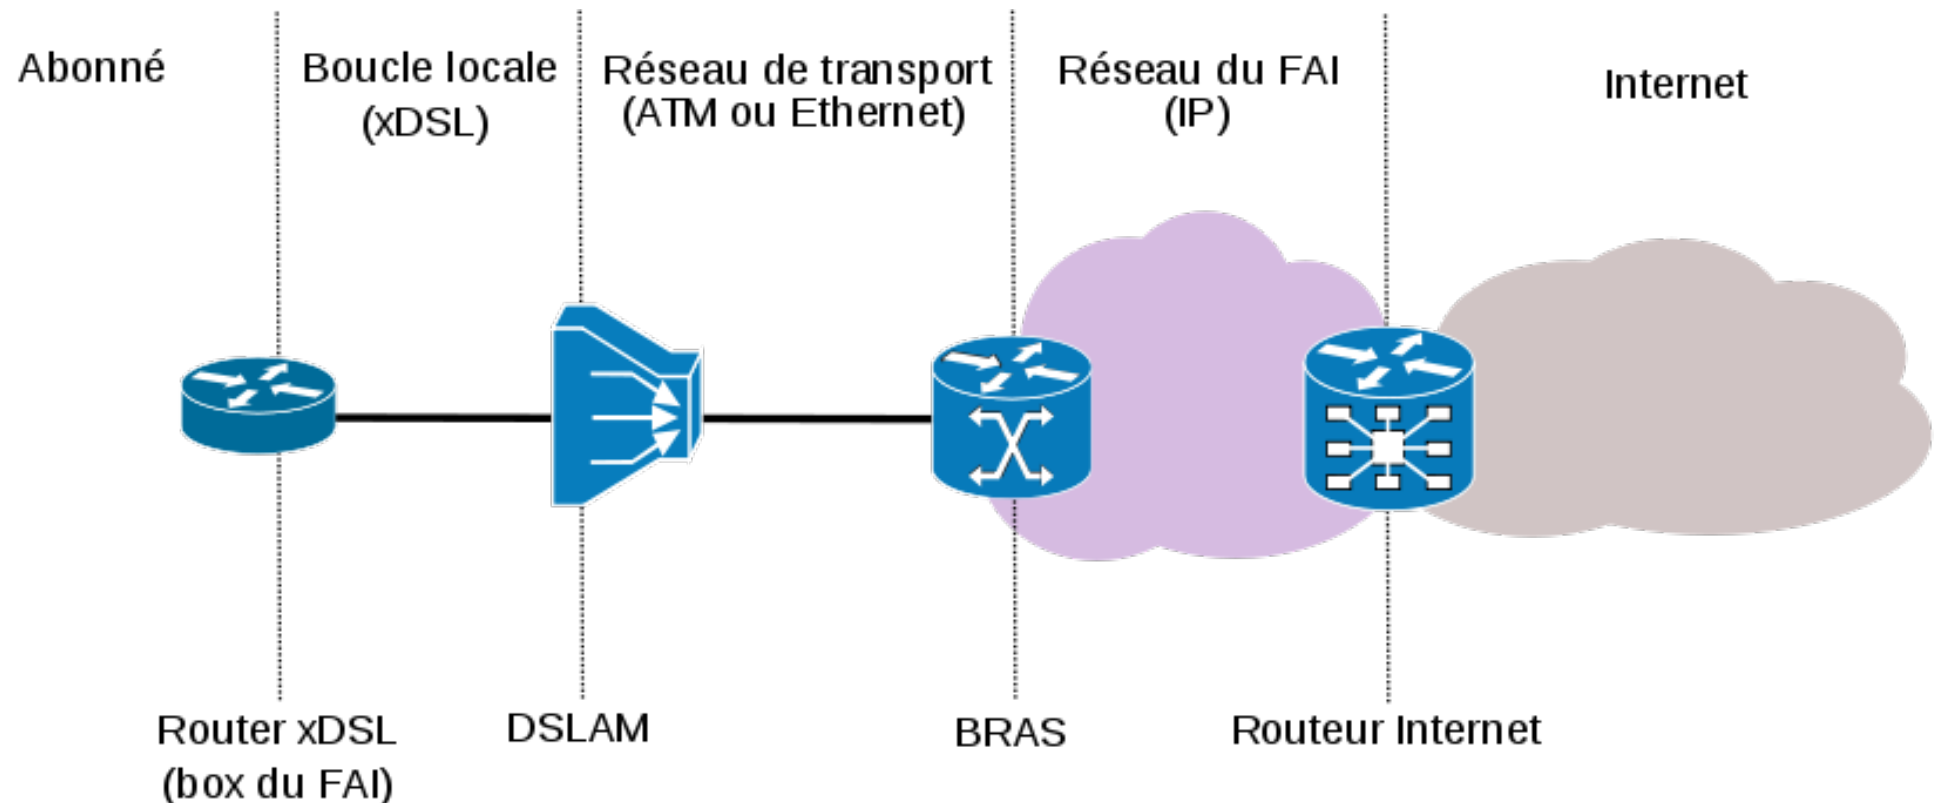 Abonné
Boucle locale
(xDSL)
Réseau de transport
(ATM ou Ethernet)
Réseau du FAI
(IP)
Internet
Router xDSL
(box du FAI)
DSLAM
BRAS
Routeur Internet